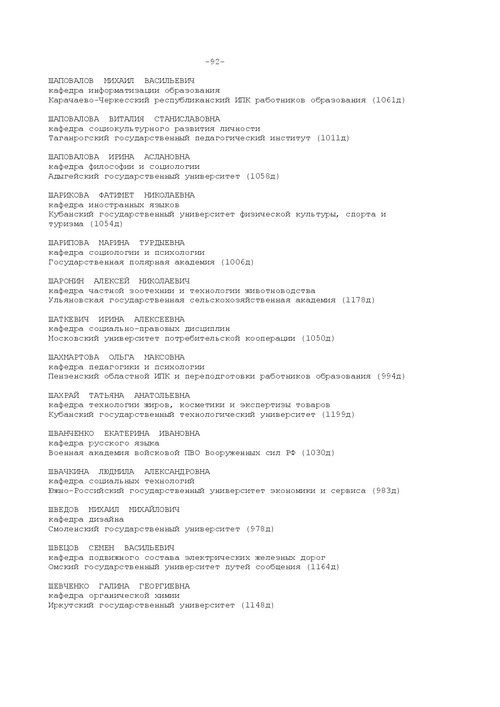 -92-
ШАПОВАЛОВ МИХАИЛ ВАСИЛЬЕВИЧ
кафедра информатизации образования
Карачаево-Черкесский республиканский ИПК работников образования (1061д)
ШАПОВАЛОВА ВИТАЛИЯ СТАНИСЛАВОВНА
кафедра социокультурного развития личности
Таганрогский государственный педагогический институт (1011д)
ШАПОВАЛОВА ИРИНА АСЛАНОВНА
кафедра философии и социологии
Адыгейский государственный университет (1058д)
ШАРИКОВА ФАТИМЕТ НИКОЛАЕВНА
кафедра иностранных языков
Кубанский государственный университет физической культуры, спорта и
туризма (1054д)
ШАРИПОВА МАРИНА ТУРДЫЕВНА
кафедра социологии и психологии
Государственная полярная академия (1006д)
ШАРОНИН АЛЕКСЕЙ НИКОЛАЕВИЧ
кафедра частной зоотехнии и технологии животноводства
Ульяновская государственная сельскохозяйственная академия (1178д)
ШАТКЕВИЧ ИРИНА АЛЕКСЕЕВНА
кафедра социально-правовых дисциплин
Московский университет потребительской кооперации (1050д)
ШАХМАРТОВА ОЛЬГА МАКСОВНА
кафедра педагогики и психологии
Пензенский областной ИПК и переподготовки работников образования (994д)
ШАХРАЙ ТАТЬЯНА АНАТОЛЬЕВНА
кафедра технологии жиров, косметики и экспертизы товаров
Кубанский государственный технологический университет (1199д)
ШВАНЧЕНКО ЕКАТЕРИНА ИВАНОВНА
кафедра русского языка
Военная академия войсковой ПВО Вооруженных сил РФ (1030д)
ШВАЧКИНА ЛЮДМИЛА АЛЕКСАНДРОВНА
кафедра социальных технологий
Южно-Российский государственный университет экономики и сервиса (983д)
ШВЕДОВ МИХАИЛ МИХАЙЛОВИЧ
кафедра дизайна
Смоленский государственный университет (978д)
ШВЕЦОВ СЕМЕН ВАСИЛЬЕВИЧ
кафедра подвижного состава электрических железных дорог
Омский государственный университет путей сообщения (1164д)
ШЕВЧЕНКО ГАЛИНА ГЕОРГИЕВНА
кафедра органической химии
Иркутский государственный университет (1148д)